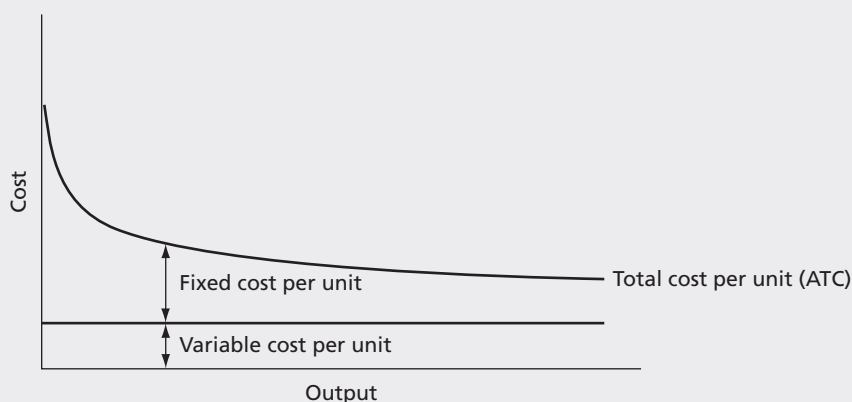 Cost
Fixed cost per unit
Total cost per unit (ATC)
Variable cost per unit
Output